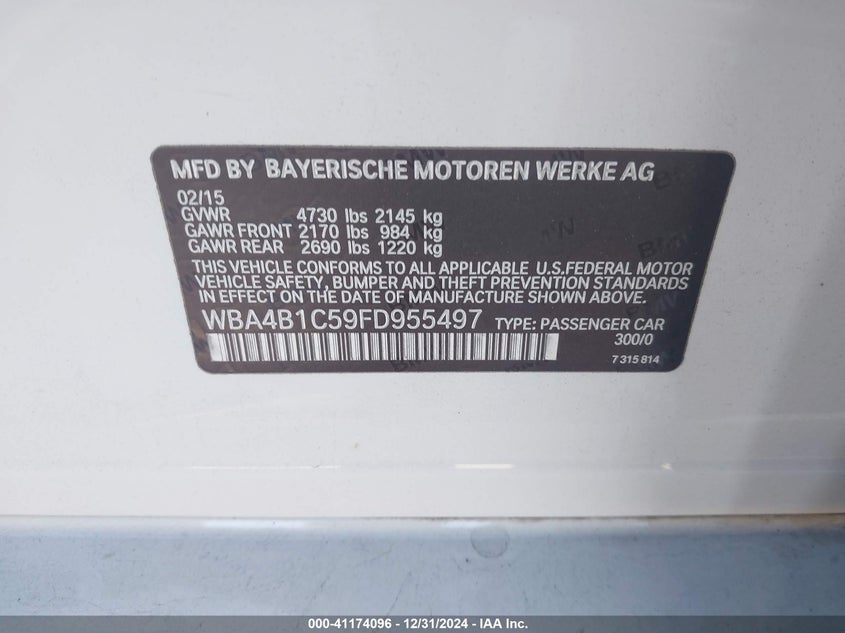 MFD BY BAYERISCHE MOTOREN WERKE AG
02/15
GVWR 4730 lbs 2145 kg
GAWR FRONT 2170 lbs 984 kg
GAWR REAR 2690 lbs 1220 kg
THIS VEHICLE CONFORMS TO ALL APPLICABLE U.S.FEDERAL MOTOR
VEHICLE SAFETY, BUMPER AND THEFT PREVENTION STANDARDS
IN EFFECT ON THE DATE OF MANUFACTURE SHOWN ABOVE.
WBA4B1C59FD955497 TYPE: PASSENGER CAR
300/0
7 315 814
000-41174096 - 12/31/2024 - IAA Inc.